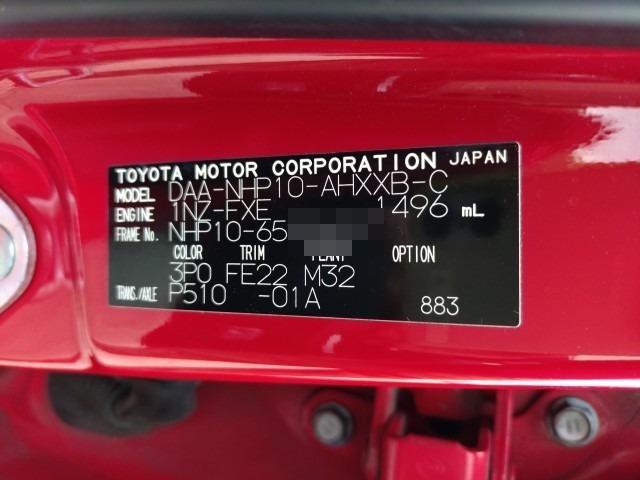 TOYOTA MOTOR CORPORATION JAPAN
MODEL DAA-NHP10-AHXXB-C
ENGINE 1NZ-FXE 1496 mL
FRAME No. NHP10-65
COLOR TRIM PLANT OPTION
3P0 FE22 M32
TRANS./AXLE P510 -01A 883